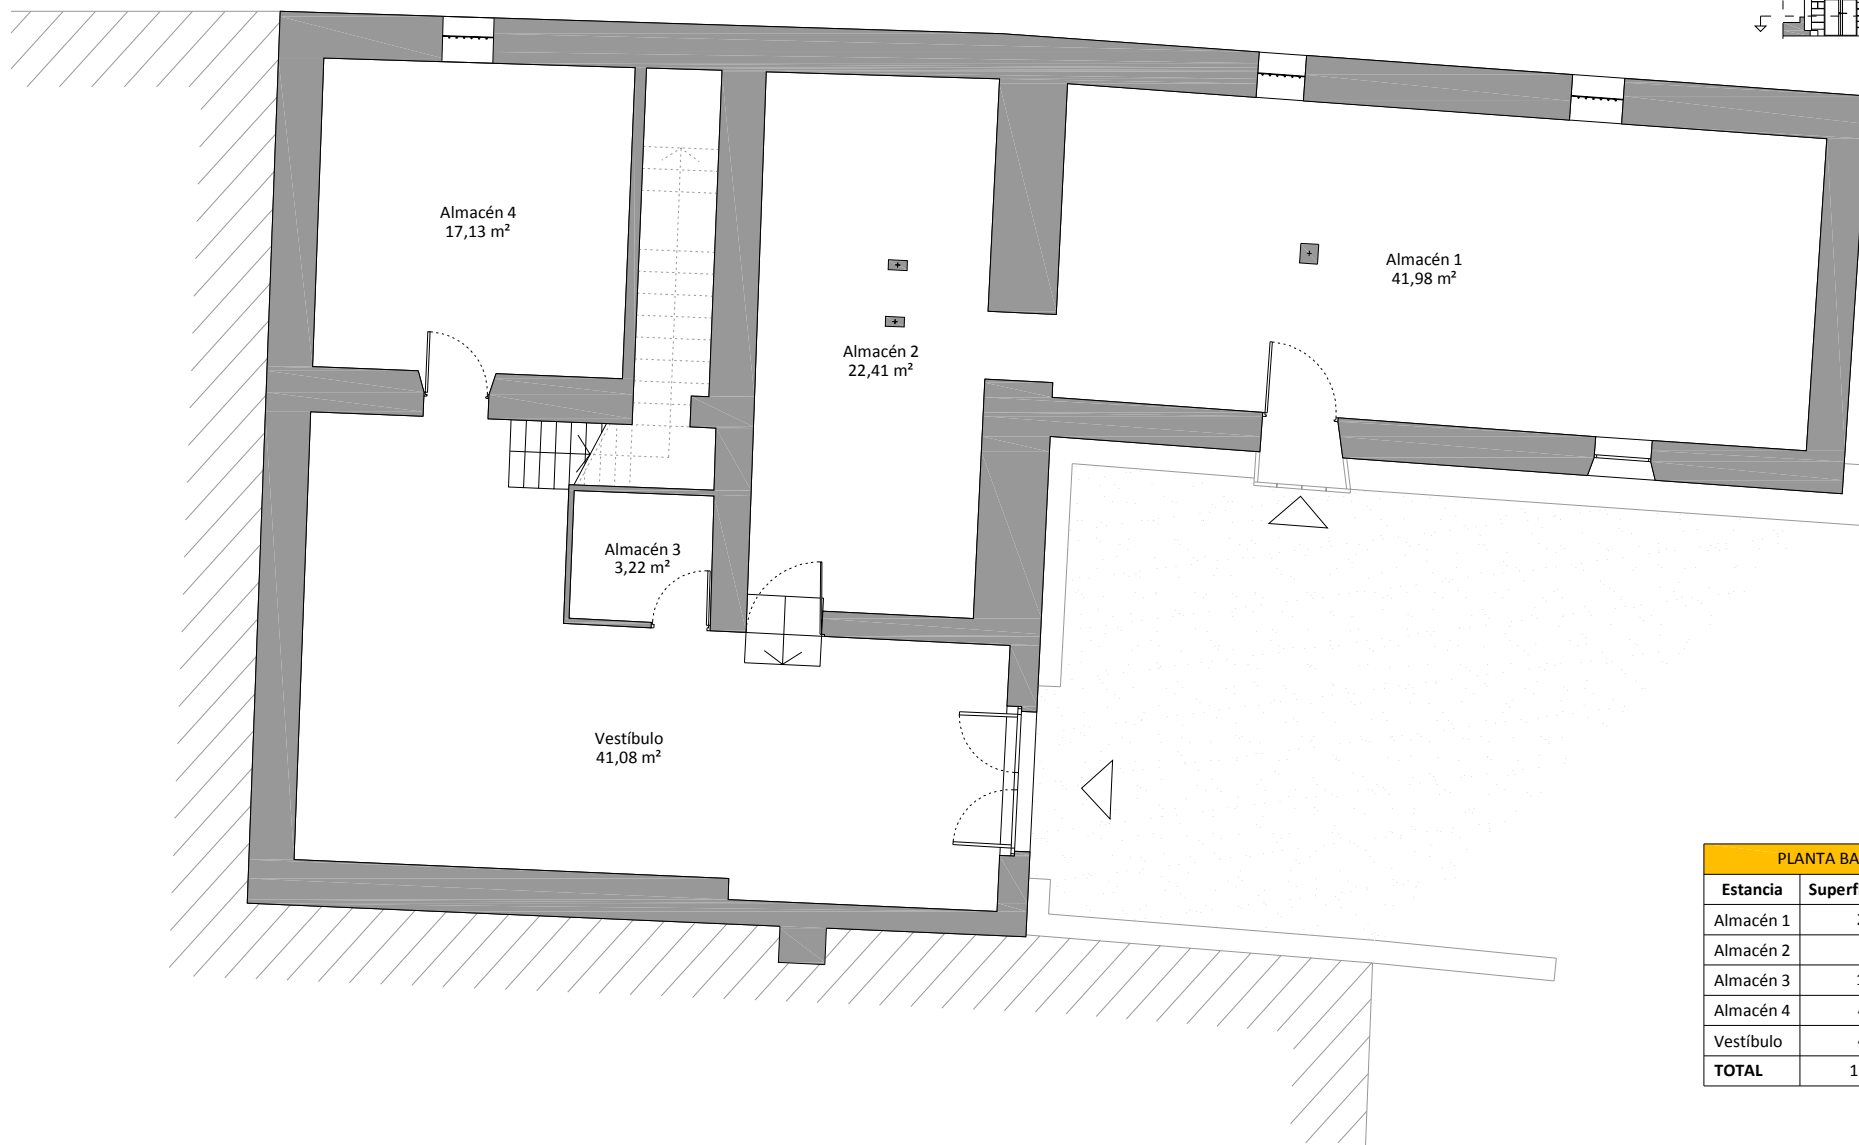 Almacén 4
17,13 m²
Almacén 1
41,98 m²
Almacén 2
22,41 m²
Almacén 3
3,22 m²
Vestíbulo
41,08 m²
PLANTA BA
Estancia Superf
Almacén 1
Almacén 2
Almacén 3
Almacén 4
Vestíbulo
TOTAL 1